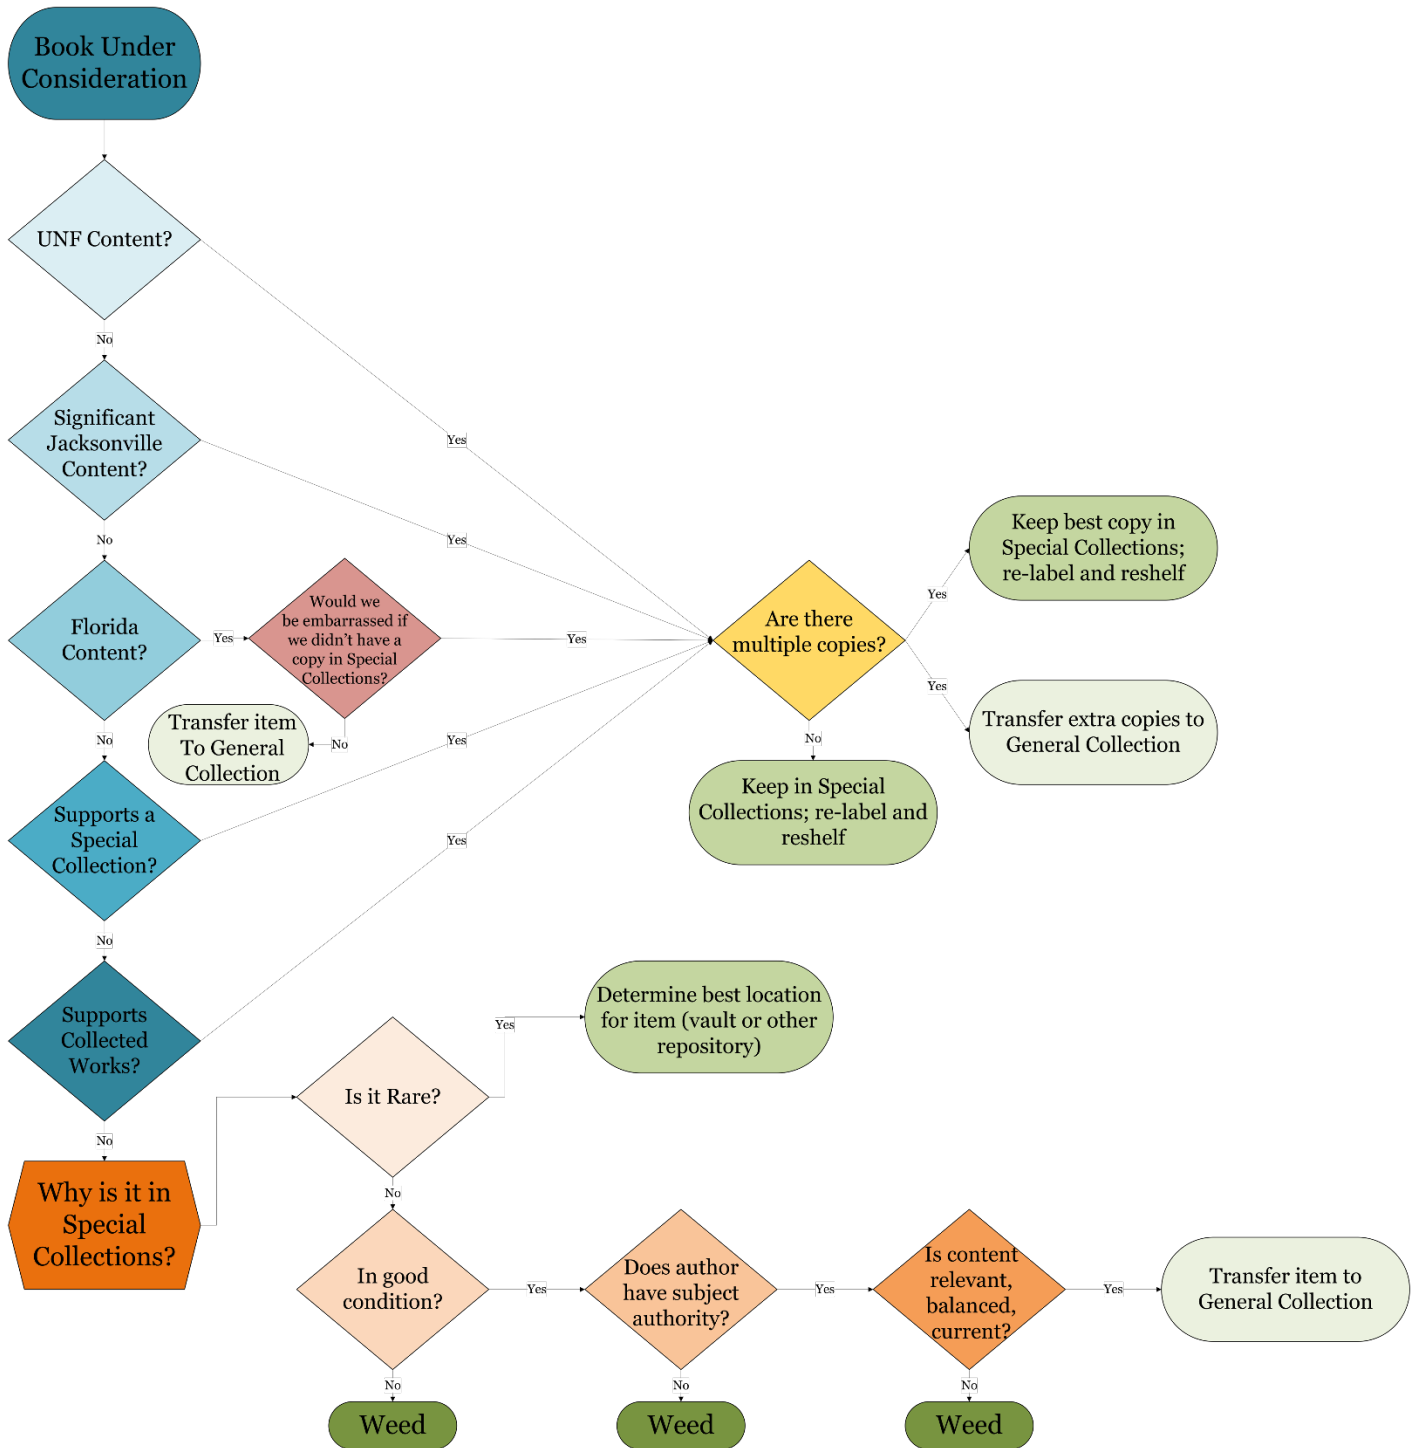 Book Under
Consideration
UNF Content?
Yes
No
Significant
Jacksonville
Content?
Yes
No
Florida
Content?
Yes
Would we
be embarrassed if
we didn't have a
copy in Special
Collections?
Yes
No
Transfer item
To General
Collection
Are there
multiple copies?
Yes
Keep best copy in
Special Collections;
re-label and reshelf
Yes
Transfer extra copies to
General Collection
No
Keep in Special
Collections; re-label and
reshelf
No
Supports a
Special
Collection?
Yes
No
Supports
Collected
Works?
Yes
No
Why is it in
Special
Collections?
Is it Rare?
Yes
Determine best location
for item (vault or other
repository)
No
In good
condition?
Yes
Does author
have subject
authority?
Yes
Is content
relevant,
balanced,
current?
Yes
Transfer item to
General Collection
No
Weed
No
Weed
No
Weed